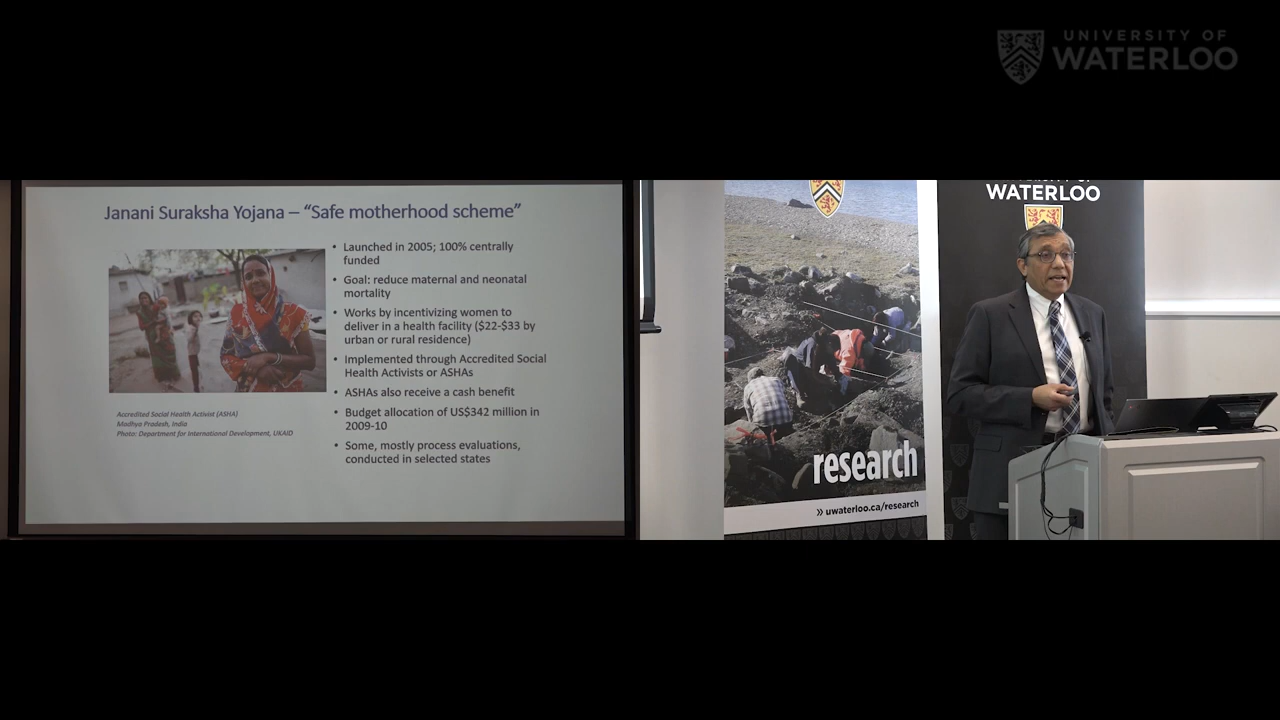 UNIVERSITY OF
WATERLOO
Janani Suraksha Yojana – “Safe motherhood scheme”
• Launched in 2005; 100% centrally
funded
• Goal: reduce maternal and neonatal
mortality
• Works by incentivizing women to
deliver in a health facility ($22-$33 by
urban or rural residence)
• Implemented through Accredited Social
Health Activists or ASHAs
• ASHAs also receive a cash benefit
• Budget allocation of US$342 million in
2009-10
• Some, mostly process evaluations,
conducted in selected states
Accredited Social Health Activist (ASHA)
Madhya Pradesh, India
Photo: Department for International Development, UKAID
research
» uwaterloo.ca/research
WATERLOO